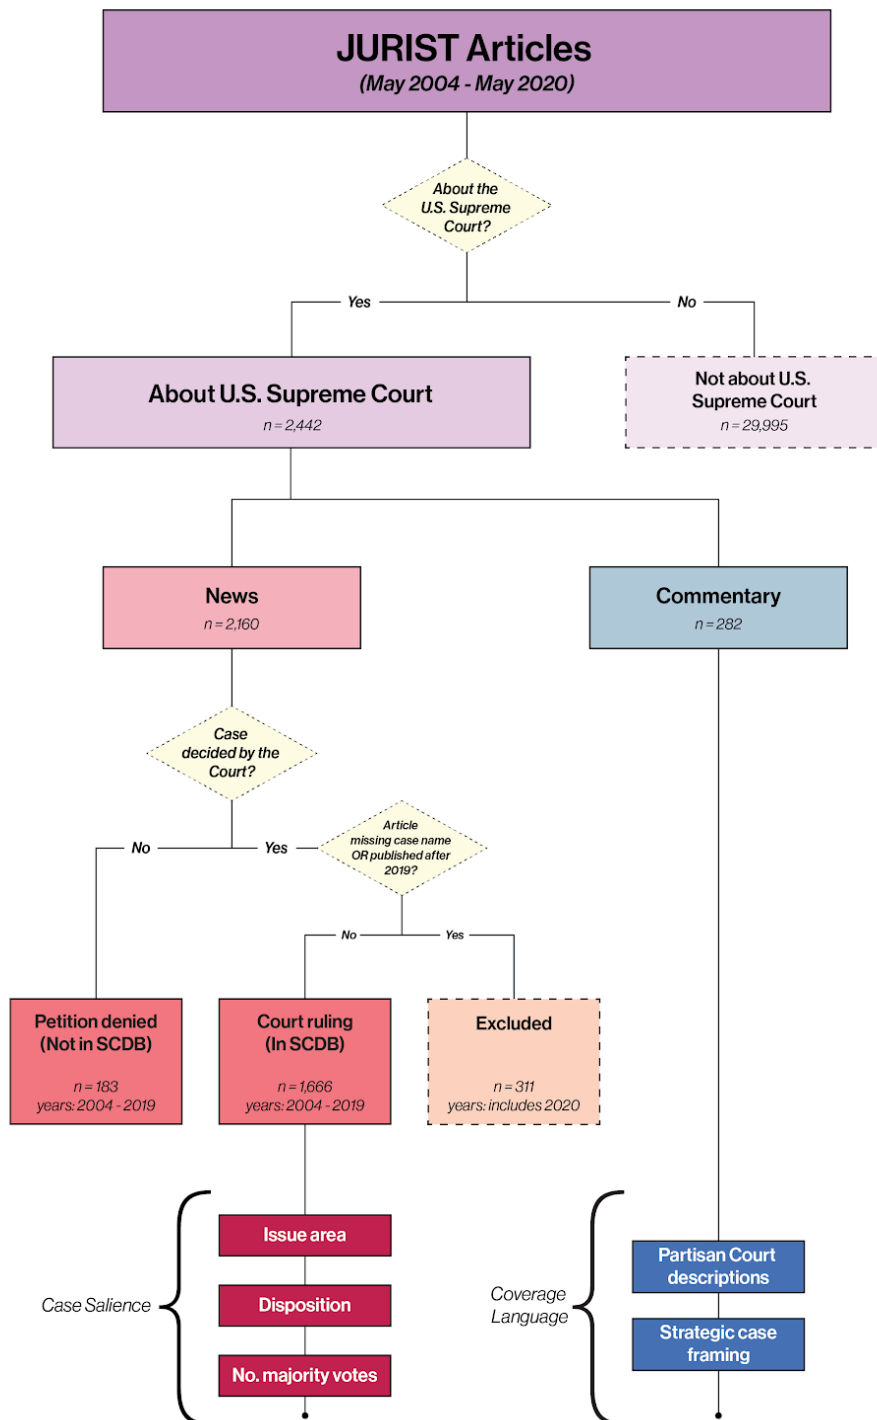 JURIST Articles
(May 2004 - May 2020)
About the
U.S. Supreme
Court?
Yes
No
About U.S. Supreme Court
n = 2,442
Not about U.S.
Supreme Court
n = 29,995
News
n = 2,160
Commentary
n = 282
Case
decided by the
Court?
No
Yes
Article
missing case name
OR published after
2019?
No
Yes
Petition denied
(Not in SCDB)
n = 183
years: 2004 - 2019
Court ruling
(In SCDB)
n = 1,666
years: 2004 - 2019
Excluded
n = 311
years: includes 2020
Case Salience
Issue area
Disposition
No. majority votes
Coverage
Language
Partisan Court
descriptions
Strategic case
framing